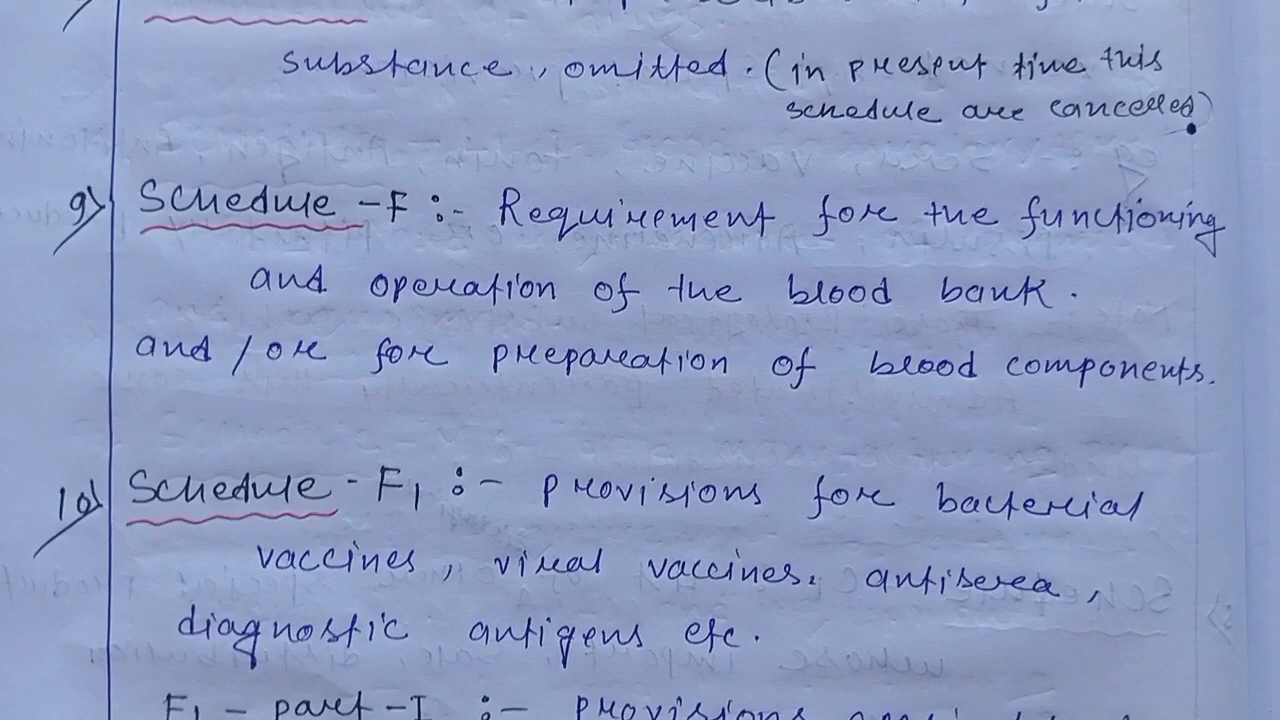 substance, omitted. (in present time this
schedule are cancelled)
9) Schedule - F :- Requirement for the functioning
and operation of the blood bank.
and / or for preparation of blood components.
10) Schedule - F1 :- provisions for bacterial
vaccines, viral vaccines, antisera,
diagnostic antigens etc.
F1 - part - I :- provisions